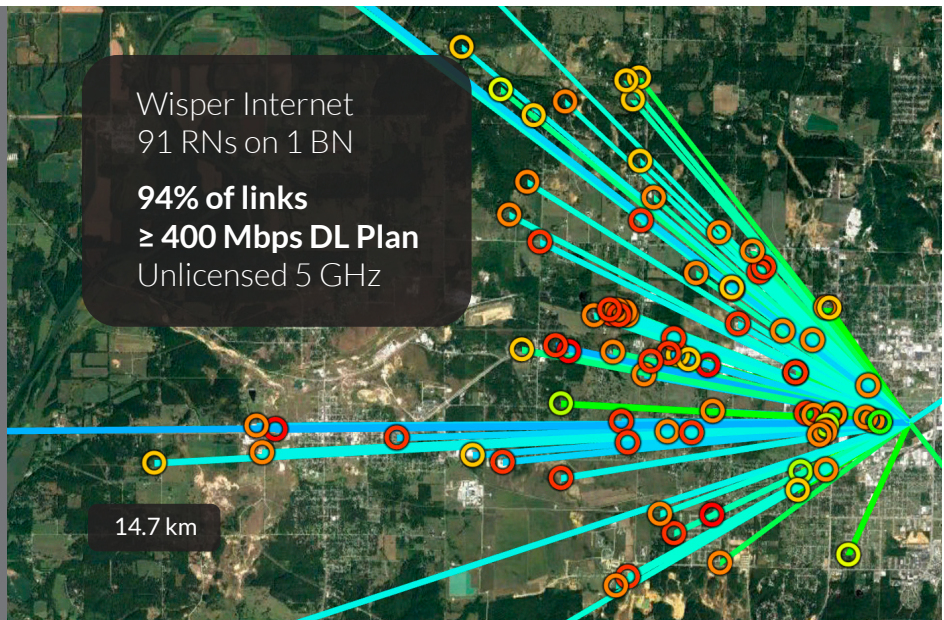 Wisper Internet
91 RNs on 1 BN
94% of links
≥ 400 Mbps DL Plan
Unlicensed 5 GHz
14.7 km